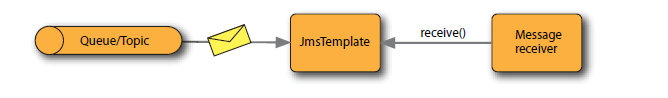 Queue/Topic
JmsTemplate
receive()
Message
receiver